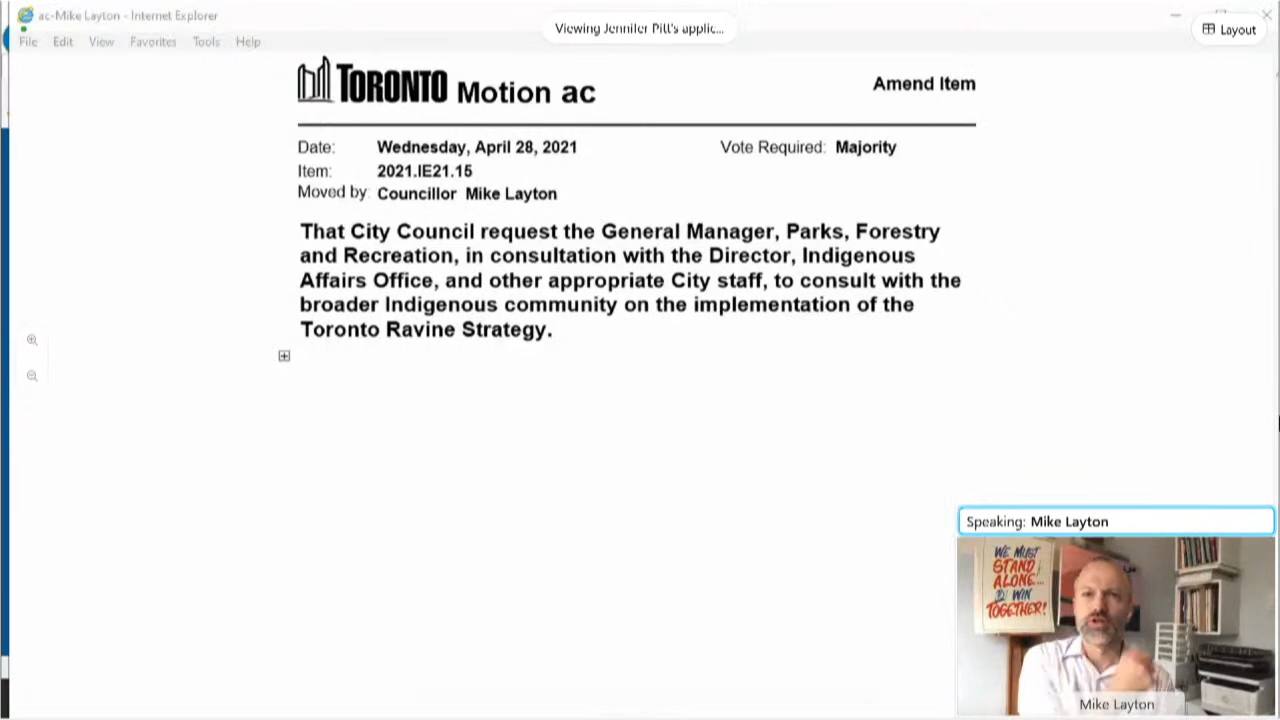 ac-Mike Layton - Internet Explorer
Viewing Jennifer Pitt's applic...
Layout
File Edit View Favorites Tools Help
TORONTO Motion ac
Amend Item
Date: Wednesday, April 28, 2021 Vote Required: Majority
Item: 2021.IE21.15
Moved by: Councillor Mike Layton
That City Council request the General Manager, Parks, Forestry
and Recreation, in consultation with the Director, Indigenous
Affairs Office, and other appropriate City staff, to consult with the
broader Indigenous community on the implementation of the
Toronto Ravine Strategy.
Speaking: Mike Layton
WE MUST
STAND
ALONE...
WIN
TOGETHER!
Mike Layton